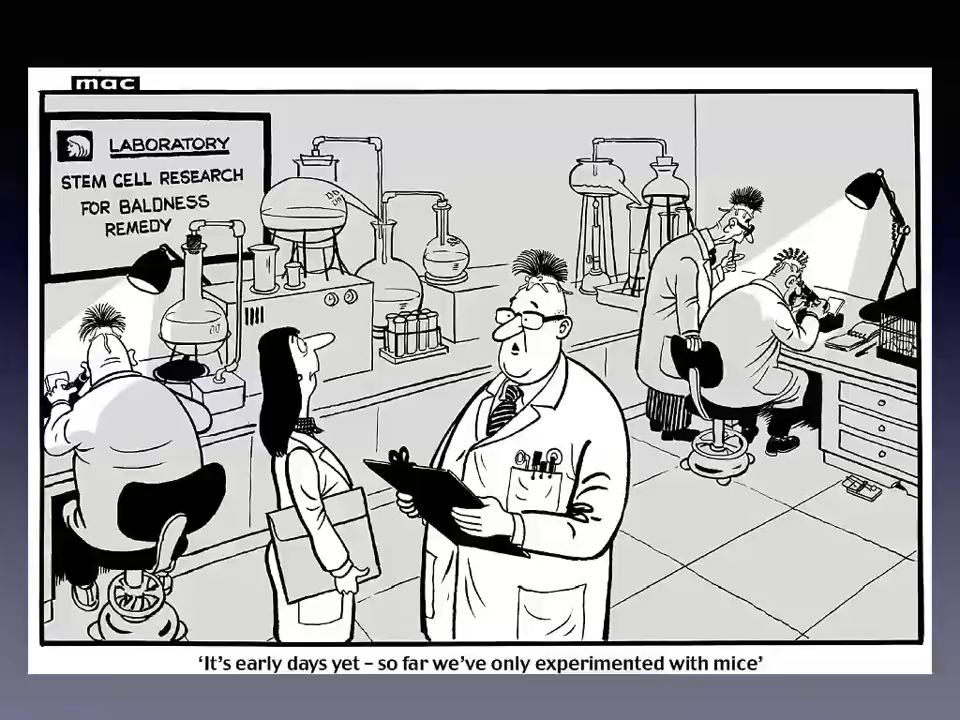 mac
LABORATORY
STEM CELL RESEARCH
FOR BALDNESS
REMEDY
‘It’s early days yet – so far we’ve only experimented with mice’